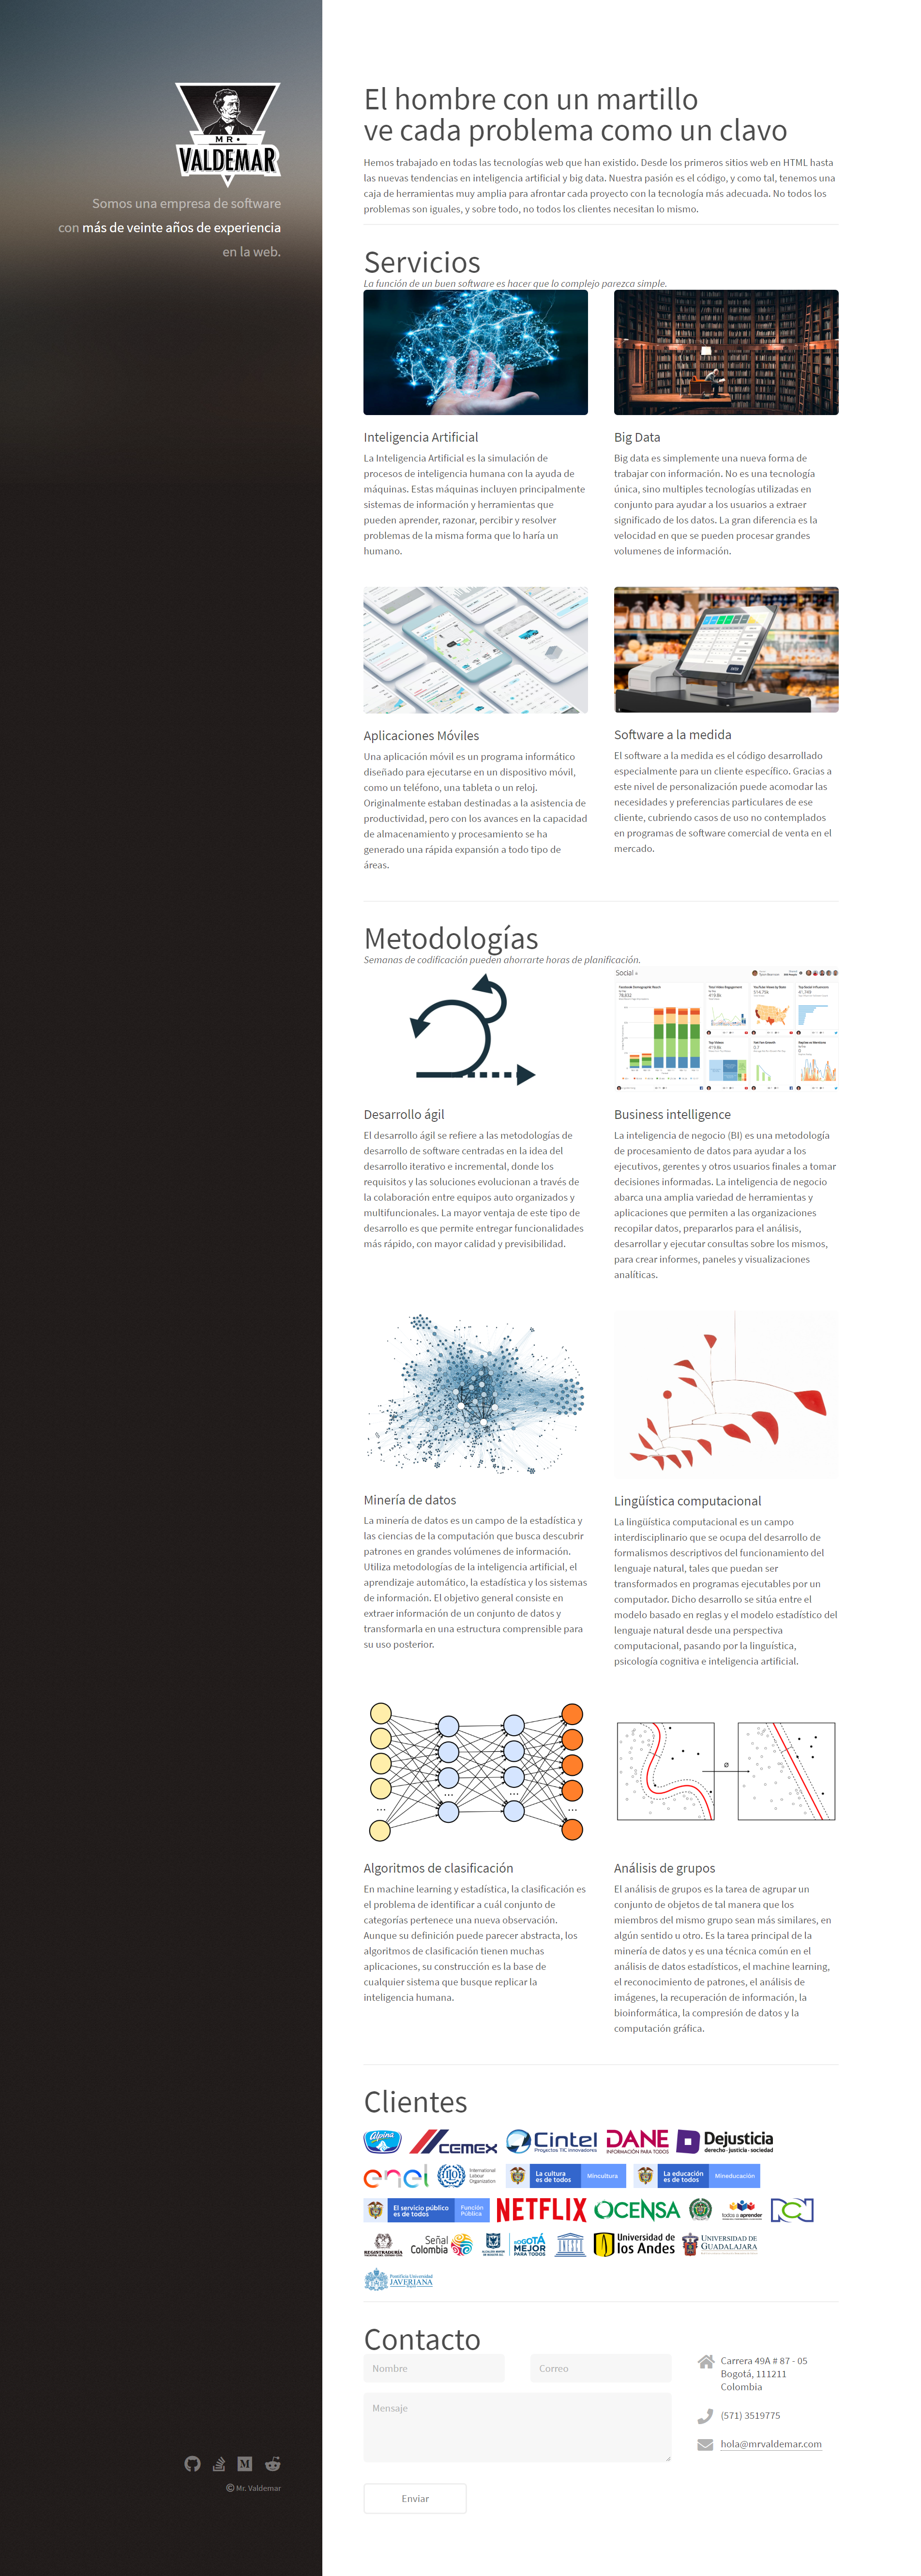 MR.
VALDEMAR
Somos una empresa de software
con más de veinte años de experiencia
en la web.
El hombre con un martillo
ve cada problema como un clavo
Hemos trabajado en todas las tecnologías web que han existido. Desde los primeros sitios web en HTML hasta
las nuevas tendencias en inteligencia artificial y big data. Nuestra pasión es el código, y como tal, tenemos una
caja de herramientas muy amplia para afrontar cada proyecto con la tecnología más adecuada. No todos los
problemas son iguales, y sobre todo, no todos los clientes necesitan lo mismo.
Servicios
La función de un buen software es hacer que lo complejo parezca simple.
Inteligencia Artificial
La Inteligencia Artificial es la simulación de
procesos de inteligencia humana con la ayuda de
máquinas. Estas máquinas incluyen principalmente
sistemas de información y herramientas que
pueden aprender, razonar, percibir y resolver
problemas de la misma forma que lo haría un
humano.
Big Data
Big data es simplemente una nueva forma de
trabajar con información. No es una tecnología
única, sino multiples tecnologías utilizadas en
conjunto para ayudar a los usuarios a extraer
significado de los datos. La gran diferencia es la
velocidad en que se pueden procesar grandes
volumenes de información.
Aplicaciones Móviles
Una aplicación móvil es un programa informático
diseñado para ejecutarse en un dispositivo móvil,
como un teléfono, una tableta o un reloj.
Originalmente estaban destinadas a la asistencia de
productividad, pero con los avances en la capacidad
de almacenamiento y procesamiento se ha
generado una rápida expansión a todo tipo de
áreas.
Software a la medida
El software a la medida es el código desarrollado
especialmente para un cliente específico. Gracias a
este nivel de personalización puede acomodar las
necesidades y preferencias particulares de ese
cliente, cubriendo casos de uso no contemplados
en programas de software comercial de venta en el
mercado.
Metodologías
Semanas de codificación pueden ahorrarte horas de planificación.
Social
Desarrollo ágil
El desarrollo ágil se refiere a las metodologías de
desarrollo de software centradas en la idea del
desarrollo iterativo e incremental, donde los
requisitos y las soluciones evolucionan a través de
la colaboración entre equipos auto organizados y
multifuncionales. La mayor ventaja de este tipo de
desarrollo es que permite entregar funcionalidades
más rápido, con mayor calidad y previsibilidad.
Business intelligence
La inteligencia de negocio (BI) es una metodología
de procesamiento de datos para ayudar a los
ejecutivos, gerentes y otros usuarios finales a tomar
decisiones informadas. La inteligencia de negocio
abarca una amplia variedad de herramientas y
aplicaciones que permiten a las organizaciones
recopilar datos, prepararlos para el análisis,
desarrollar y ejecutar consultas sobre los mismos,
para crear informes, paneles y visualizaciones
analíticas.
Minería de datos
La minería de datos es un campo de la estadística y
las ciencias de la computación que busca descubrir
patrones en grandes volúmenes de información.
Utiliza metodologías de la inteligencia artificial, el
aprendizaje automático, la estadística y los sistemas
de información. El objetivo general consiste en
extraer información de un conjunto de datos y
transformarla en una estructura comprensible para
su uso posterior.
Lingüística computacional
La lingüística computacional es un campo
interdisciplinario que se ocupa del desarrollo de
formalismos descriptivos del funcionamiento del
lenguaje natural, tales que puedan ser
transformados en programas ejecutables por un
computador. Dicho desarrollo se sitúa entre el
modelo basado en reglas y el modelo estadístico del
lenguaje natural desde una perspectiva
computacional, pasando por la linguística,
psicología cognitiva e inteligencia artificial.
Algoritmos de clasificación
En machine learning y estadística, la clasificación es
el problema de identificar a cuál conjunto de
categorías pertenece una nueva observación.
Aunque su definición puede parecer abstracta, los
algoritmos de clasificación tienen muchas
aplicaciones, su construcción es la base de
cualquier sistema que busque replicar la
inteligencia humana.
Ø
Análisis de grupos
El análisis de grupos es la tarea de agrupar un
conjunto de objetos de tal manera que los
miembros del mismo grupo sean más similares, en
algún sentido u otro. Es la tarea principal de la
minería de datos y es una técnica común en el
análisis de datos estadísticos, el machine learning,
el reconocimiento de patrones, el análisis de
imágenes, la recuperación de información, la
bioinformática, la compresión de datos y la
computación gráfica.
Clientes
Alpina
CEMEX
Cintel
Proyectos TIC innovadores
DANE
INFORMACIÓN PARA TODOS
Dejusticia
derecho · justicia · sociedad
enel
International
Labour
Organization
La cultura
es de todos
Mincultura
La educación
es de todos
Mineducación
El servicio público
es de todos
Función
Pública
NETFLIX
OCENSA
todos a aprender
RCN
REGISTRADURÍA
Señal
Colombia
BOGOTÁ
MEJOR
PARA TODOS
Universidad de
los Andes
UNIVERSIDAD DE
GUADALAJARA
Pontificia Universidad
JAVERIANA
Contacto
Nombre
Correo
Mensaje
Enviar
Carrera 49A # 87 - 05
Bogotá, 111211
Colombia
(571) 3519775
hola@mrvaldemar.com
© Mr. Valdemar